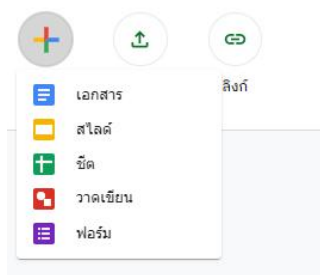 ลิงก์
เอกสาร
สไลด์
ชีต
วาดเขียน
ฟอร์ม